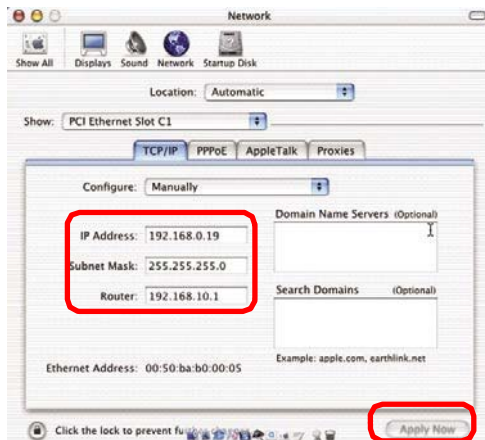 Network
Show All Displays Sound Network Startup Disk
Location: Automatic
Show: PCI Ethernet Slot C1
TCP/IP PPPoE AppleTalk Proxies
Configure: Manually
Domain Name Servers (Optional)
IP Address: 192.168.0.19
Subnet Mask: 255.255.255.0
Router: 192.168.10.1
Search Domains (Optional)
Example: apple.com, earthlink.net
Ethernet Address: 00:50:ba:b0:00:05
Click the lock to prevent
Apply Now